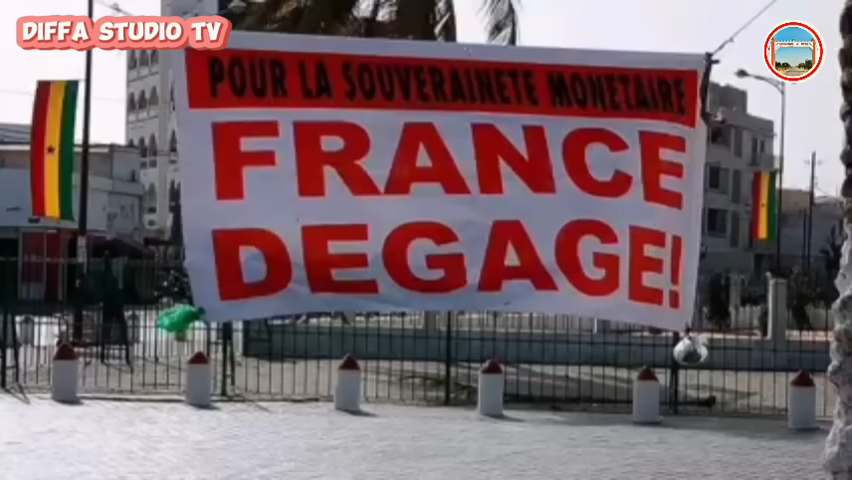 DIFFA STUDIO TV
POUR LA SOUVERAINETE MONETAIRE
FRANCE
DEGAGE!